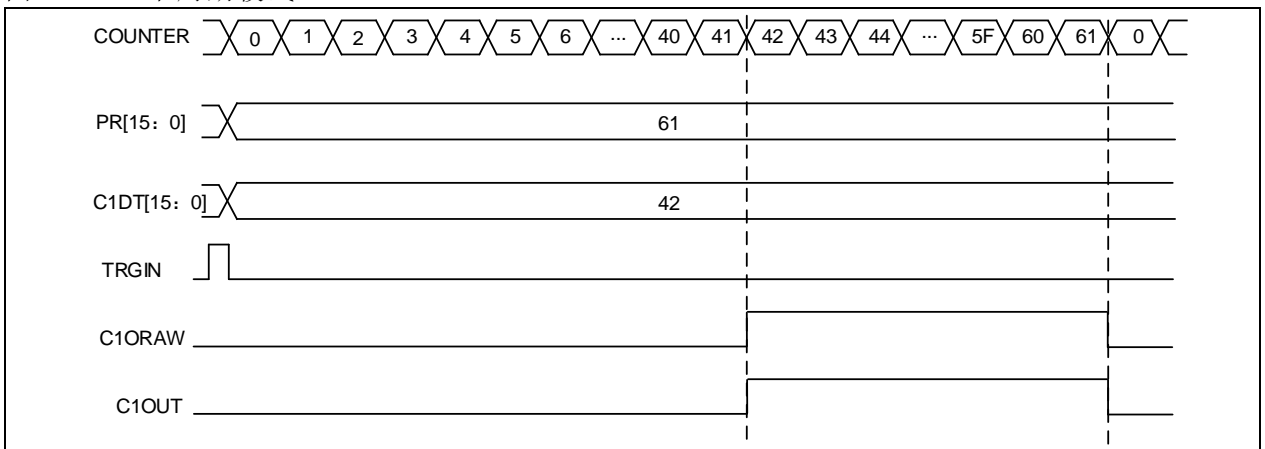 COUNTER 0 1 2 3 4 5 6 ... 40 41 42 43 44 ... 5F 60 61 0
PR[15：0] 61
C1DT[15：0] 42
TRGIN
C1ORAW
C1OUT